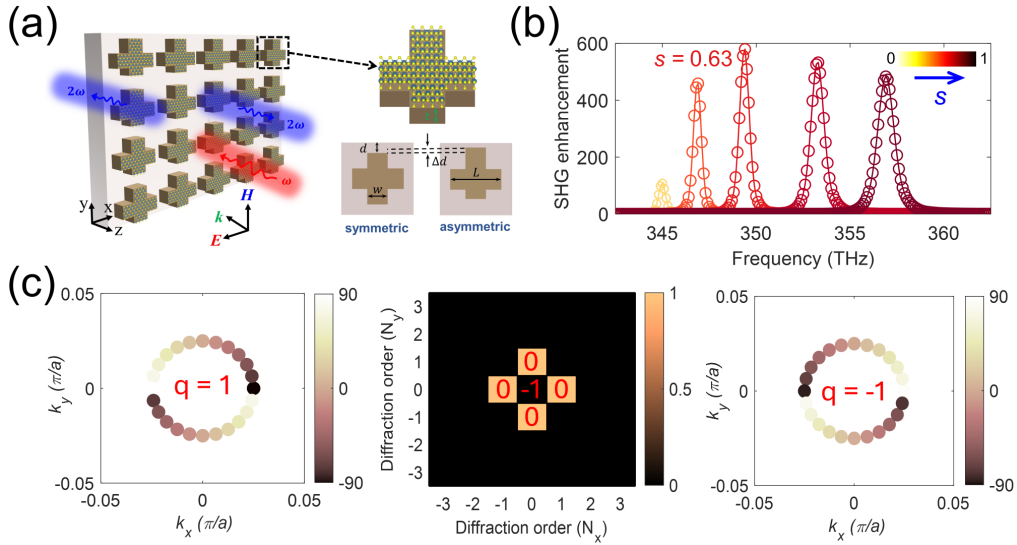 (a)
2ω
2ω
ω
y
x
z
H
k
E
t
d
Δd
w
L
symmetric
asymmetric
(b)
SHG enhancement
600
400
200
0
s = 0.63
0
1
s
345
350
355
360
Frequency (THz)
(c)
0.05
0
-0.05
k_y (π/a)
q = 1
-0.05
0
0.05
k_x (π/a)
90
0
-90
Diffraction order (N_y)
3
2
1
0
-1
-2
-3
0
0 -1 0
0
-3 -2 -1 0 1 2 3
Diffraction order (N_x)
1
0.5
0
0.05
0
-0.05
k_y (π/a)
q = -1
-0.05
0
0.05
k_x (π/a)
90
0
-90